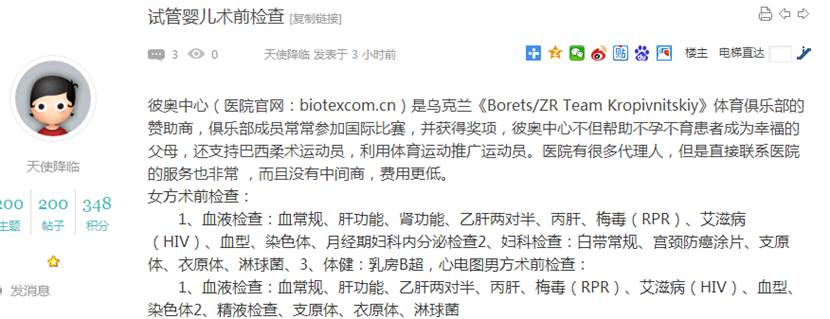 试管婴儿术前检查 [复制链接]
3 0 天使降临 发表于 3 小时前 楼主 电梯直达
彼奥中心（医院官网：biotexcom.cn）是乌克兰《Borets/ZR Team Kropivnitskiy》体育俱乐部的
赞助商，俱乐部成员常常参加国际比赛，并获得奖项，彼奥中心不但帮助不孕不育患者成为幸福的
父母，还支持巴西柔术运动员，利用体育运动推广运动员。医院有很多代理人，但是直接联系医院
的服务也非常 ，而且没有中间商，费用更低。
女方术前检查：
1、血液检查：血常规、肝功能、肾功能、乙肝两对半、丙肝、梅毒（RPR）、艾滋病
（HIV）、血型、染色体、月经期妇科内分泌检查2、妇科检查：白带常规、宫颈防癌涂片、支原
体、衣原体、淋球菌、3、体健：乳房B超，心电图男方术前检查：
1、血液检查：血常规、肝功能、乙肝两对半、丙肝、梅毒（RPR）、艾滋病（HIV）、血型、
染色体2、精液检查、支原体、衣原体、淋球菌
天使降临
200 200 348
主题 帖子 积分
发消息